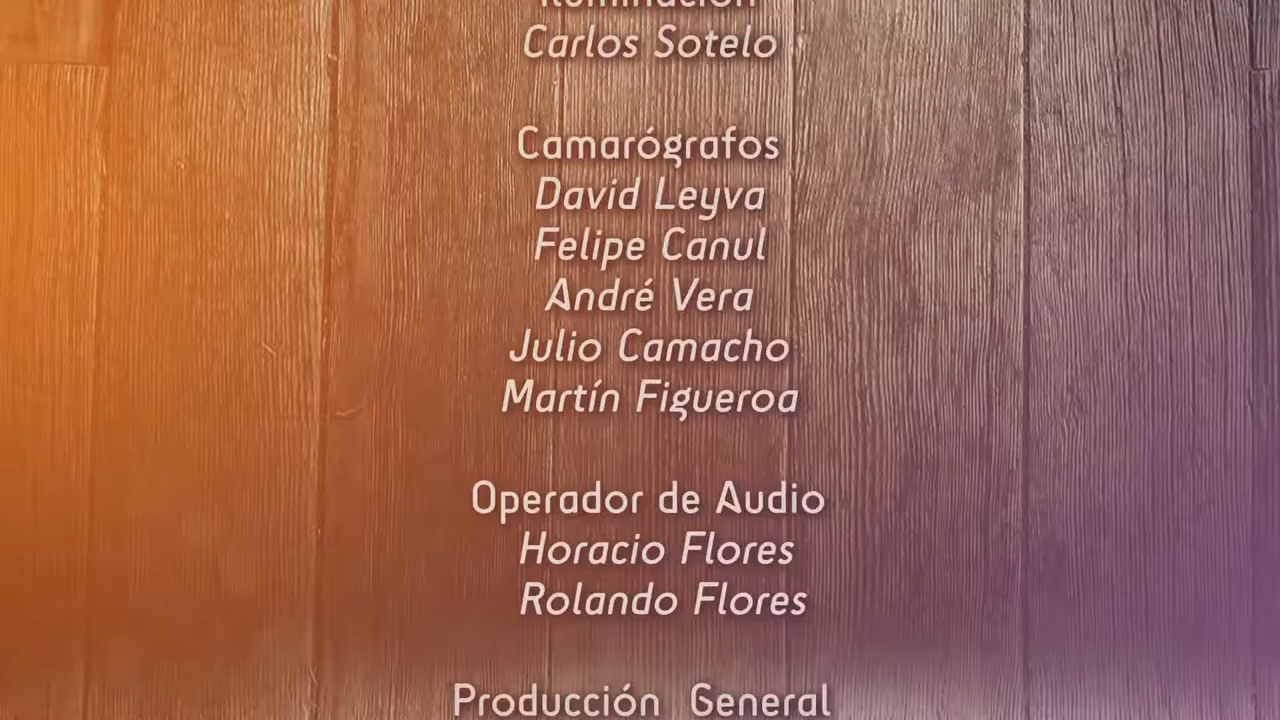 Iluminación
Carlos Sotelo
Camarógrafos
David Leyva
Felipe Canul
André Vera
Julio Camacho
Martín Figueroa
Operador de Audio
Horacio Flores
Rolando Flores
Producción General